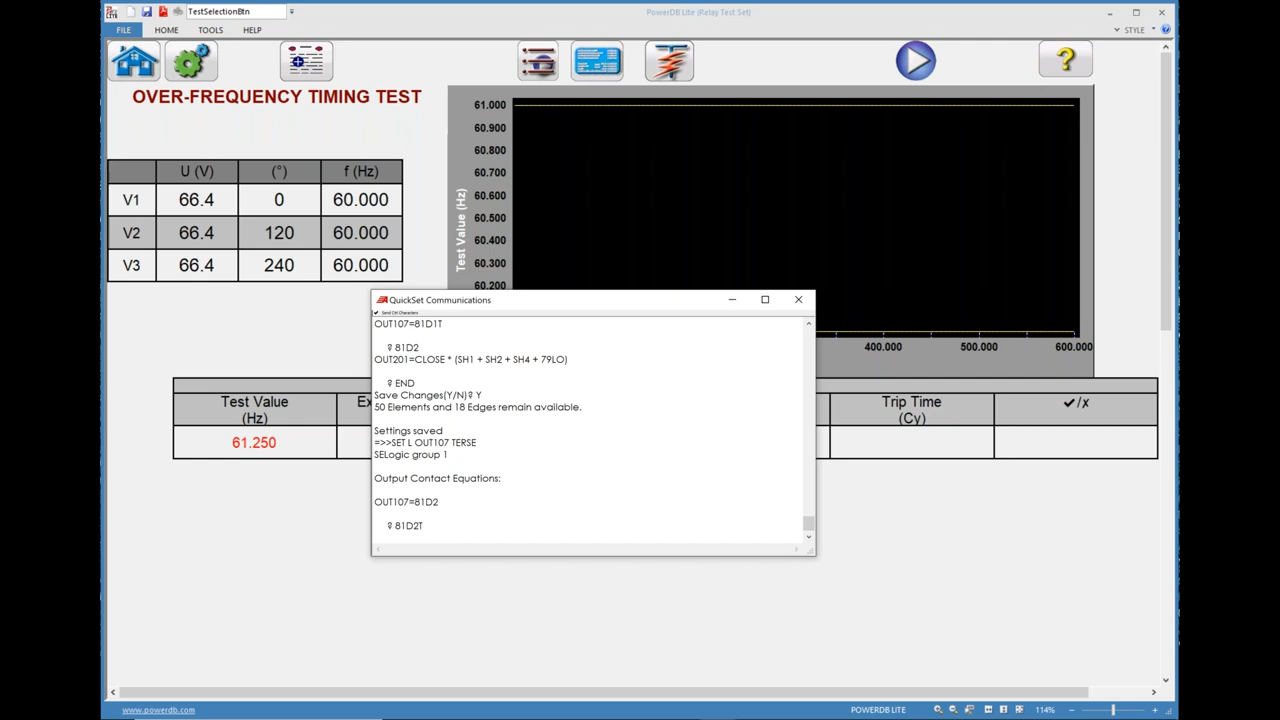 TestSelectionBtn
PowerDB Lite (Relay Test Set)
FILE HOME TOOLS HELP
STYLE
?
OVER-FREQUENCY TIMING TEST
U (V) (°) f (Hz)
V1 66.4 0 60.000
V2 66.4 120 60.000
V3 66.4 240 60.000
Test Value (Hz)
61.000
60.900
60.800
60.700
60.600
60.500
60.400
60.300
60.200
400.000 500.000 600.000
QuickSet Communications
Send Ctrl Characters
OUT107=81D1T
? 81D2
OUT201=CLOSE * (SH1 + SH2 + SH4 + 79LO)
? END
Save Changes(Y/N)? Y
50 Elements and 18 Edges remain available.
Settings saved
=>>SET L OUT107 TERSE
SELogic group 1
Output Contact Equations:
OUT107=81D2
? 81D2T
Test Value Ex Trip Time ✓/x
(Hz) (Cy)
61.250
www.powerdb.com
POWERDB LITE 114%